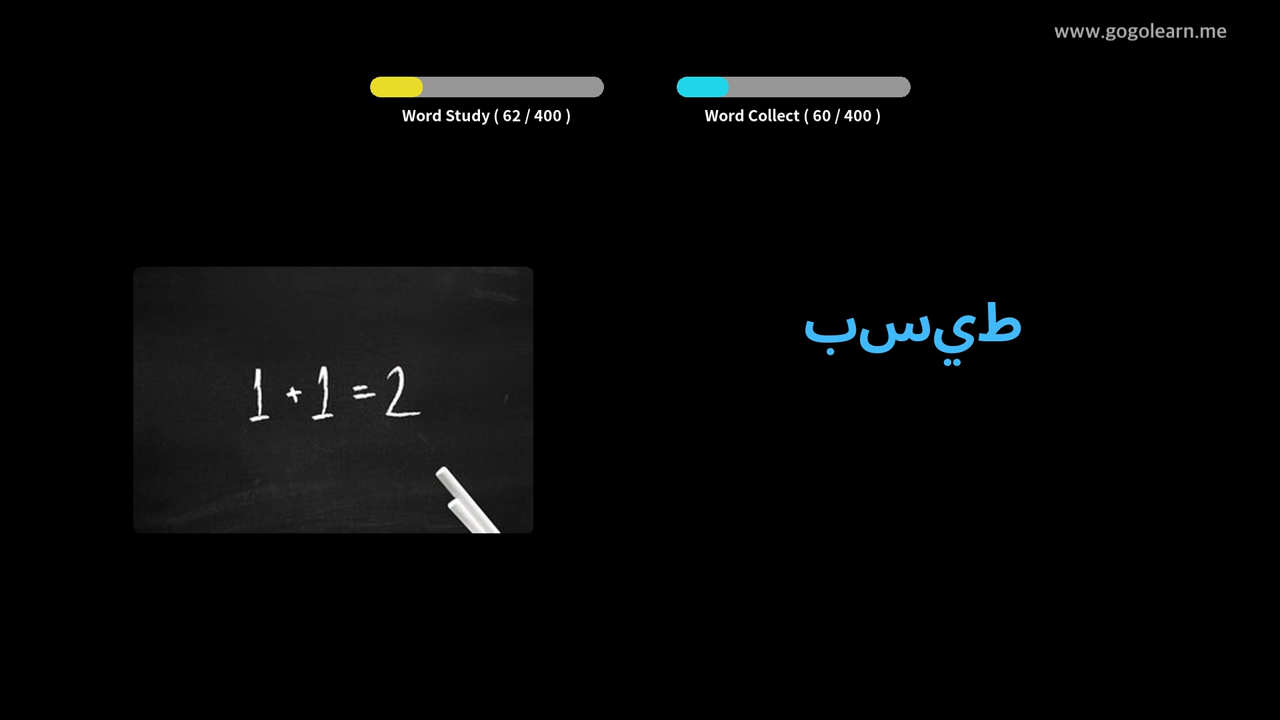 www.gogolearn.me
Word Study ( 62 / 400 )
Word Collect ( 60 / 400 )
بسيط
1 + 1 = 2